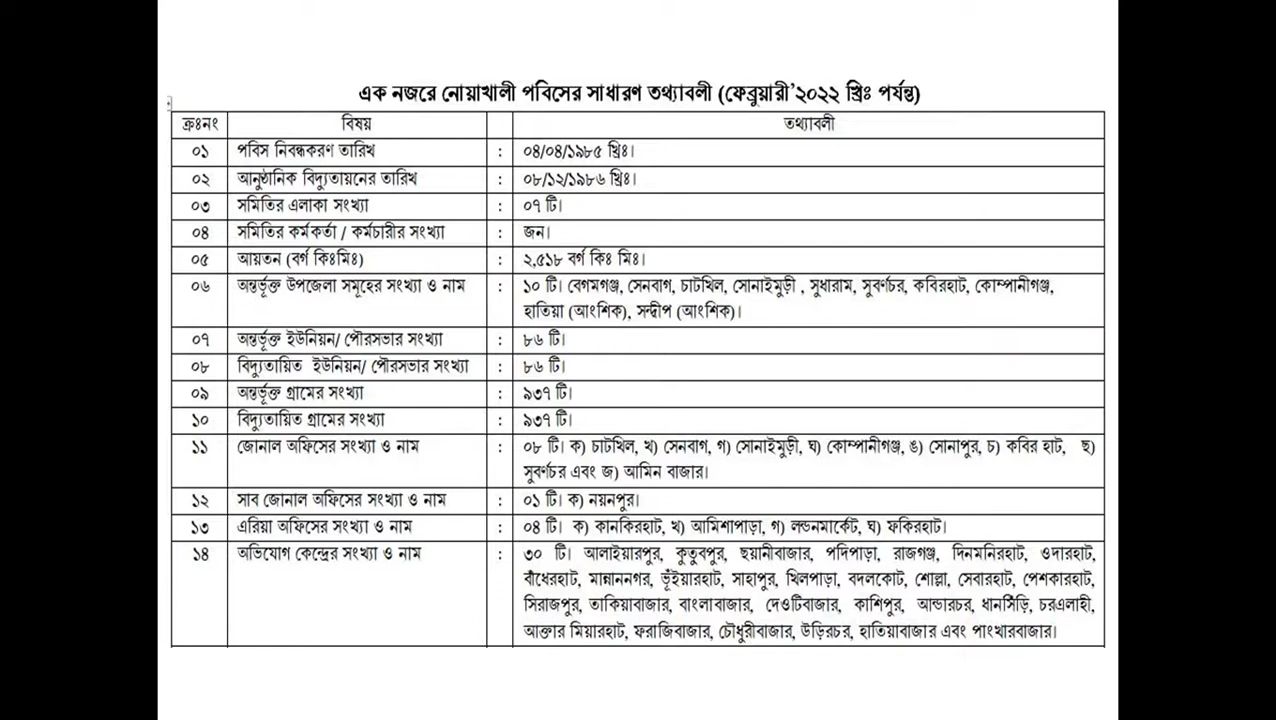 এক নজরে নোয়াখালী পবিসের সাধারণ তথ্যাবলী (ফেব্রুয়ারী’২০২২ খ্রিঃ পর্যন্ত)
ক্রঃনং বিষয় তথ্যাবলী
০১ পবিস নিবন্ধকরণ তারিখ : ০৪/০৪/১৯৮৫ খ্রিঃ।
০২ আনুষ্ঠানিক বিদ্যুতায়নের তারিখ : ০৮/১২/১৯৮৬ খ্রিঃ।
০৩ সমিতির এলাকা সংখ্যা : ০৭ টি।
০৪ সমিতির কর্মকর্তা / কর্মচারীর সংখ্যা : জন।
০৫ আয়তন (বর্গ কিঃমিঃ) : ২,৫১৮ বর্গ কিঃ মিঃ।
০৬ অন্তর্ভূক্ত উপজেলা সমূহের সংখ্যা ও নাম : ১০ টি। বেগমগঞ্জ, সেনবাগ, চাটখিল, সোনাইমুড়ী , সুধারাম, সুবর্ণচর, কবিরহাট, কোম্পানীগঞ্জ,
হাতিয়া (আংশিক), সন্দ্বীপ (আংশিক)।
০৭ অন্তর্ভূক্ত ইউনিয়ন/ পৌরসভার সংখ্যা : ৮৬ টি।
০৮ বিদ্যুতায়িত ইউনিয়ন/ পৌরসভার সংখ্যা : ৮৬ টি।
০৯ অন্তর্ভূক্ত গ্রামের সংখ্যা : ৯৩৭ টি।
১০ বিদ্যুতায়িত গ্রামের সংখ্যা : ৯৩৭ টি।
১১ জোনাল অফিসের সংখ্যা ও নাম : ০৮ টি। ক) চাটখিল, খ) সেনবাগ, গ) সোনাইমুড়ী, ঘ) কোম্পানীগঞ্জ, ঙ) সোনাপুর, চ) কবির হাট, ছ)
সুবর্ণচর এবং জ) আমিন বাজার।
১২ সাব জোনাল অফিসের সংখ্যা ও নাম : ০১ টি। ক) নয়নপুর।
১৩ এরিয়া অফিসের সংখ্যা ও নাম : ০৪ টি। ক) কানকিরহাট, খ) আমিশাপাড়া, গ) লন্ডনমার্কেট, ঘ) ফকিরহাট।
১৪ অভিযোগ কেন্দ্রের সংখ্যা ও নাম : ৩০ টি। আলাইয়ারপুর, কুতুবপুর, ছয়ানীবাজার, পদিপাড়া, রাজগঞ্জ, দিনমনিরহাট, ওদারহাট,
বাঁধেরহাট, মান্নাননগর, ভূঁইয়ারহাট, সাহাপুর, খিলপাড়া, বদলকোট, শোল্লা, সেবারহাট, পেশকারহাট,
সিরাজপুর, তাকিয়াবাজার, বাংলাবাজার, দেওটিবাজার, কাশিপুর, আন্ডারচর, ধানসিঁড়ি, চরএলাহী,
আক্তার মিয়ারহাট, ফরাজিবাজার, চৌধুরীবাজার, উড়িরচর, হাতিয়াবাজার এবং পাংখারবাজার।